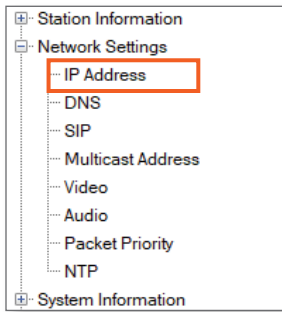 Station Information
Network Settings
IP Address
DNS
SIP
Multicast Address
Video
Audio
Packet Priority
NTP
System Information